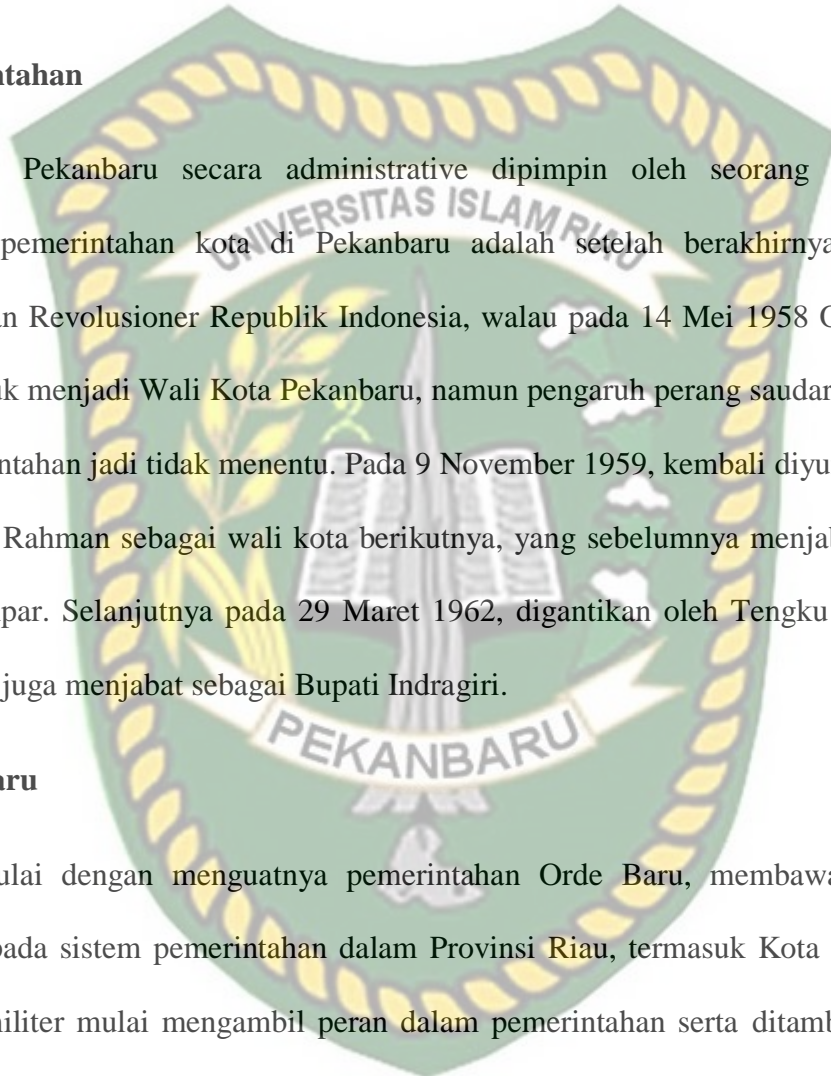 ntahan
Pekanbaru secara administrative dipimpin oleh seorang
UNIVERSITAS ISLAM RIAU
pemerintahan kota di Pekanbaru adalah setelah berakhirnya
n Revolusioner Republik Indonesia, walau pada 14 Mei 1958 O
uk menjadi Wali Kota Pekanbaru, namun pengaruh perang saudar
ntahan jadi tidak menentu. Pada 9 November 1959, kembali diyu
Rahman sebagai wali kota berikutnya, yang sebelumnya menjab
par. Selanjutnya pada 29 Maret 1962, digantikan oleh Tengku
juga menjabat sebagai Bupati Indragiri.
PEKANBARU
aru
ulai dengan menguatnya pemerintahan Orde Baru, membawa
pada sistem pemerintahan dalam Provinsi Riau, termasuk Kota
iliter mulai mengambil peran dalam pemerintahan serta ditamb